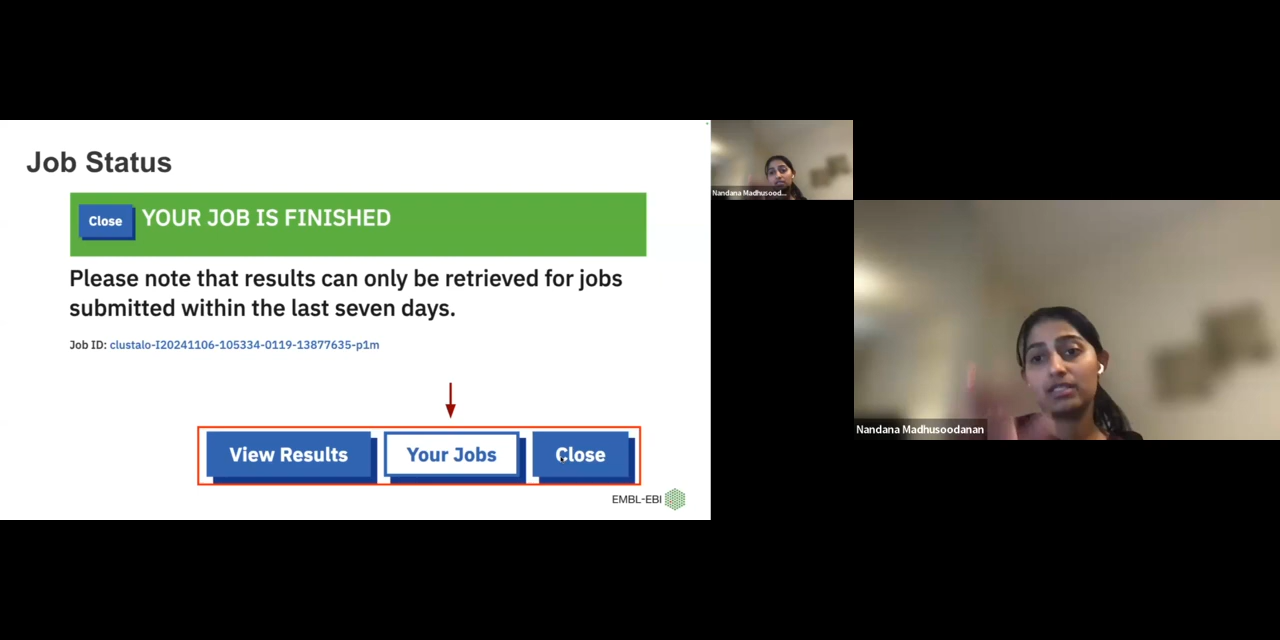 Job Status
Close
YOUR JOB IS FINISHED
Please note that results can only be retrieved for jobs
submitted within the last seven days.
Job ID: clustalo-I20241106-105334-0119-13877635-p1m
View Results
Your Jobs
Close
EMBL-EBI
Nandana Madhusood...
Nandana Madhusoodanan